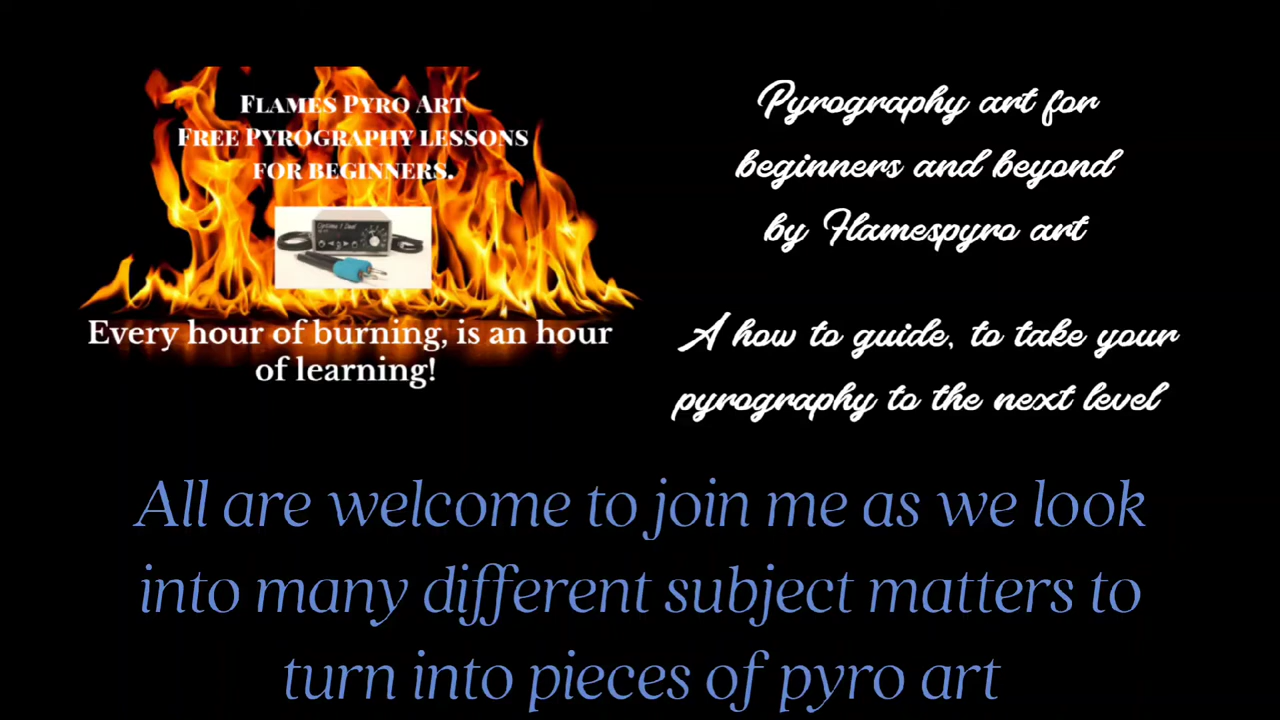 Flames Pyro Art
Free Pyrography lessons
for beginners.
Every hour of burning, is an hour
of learning!
Pyrography art for
beginners and beyond
by Flamespyro art
A how to guide, to take your
pyrography to the next level
All are welcome to join me as we look
into many different subject matters to
turn into pieces of pyro art